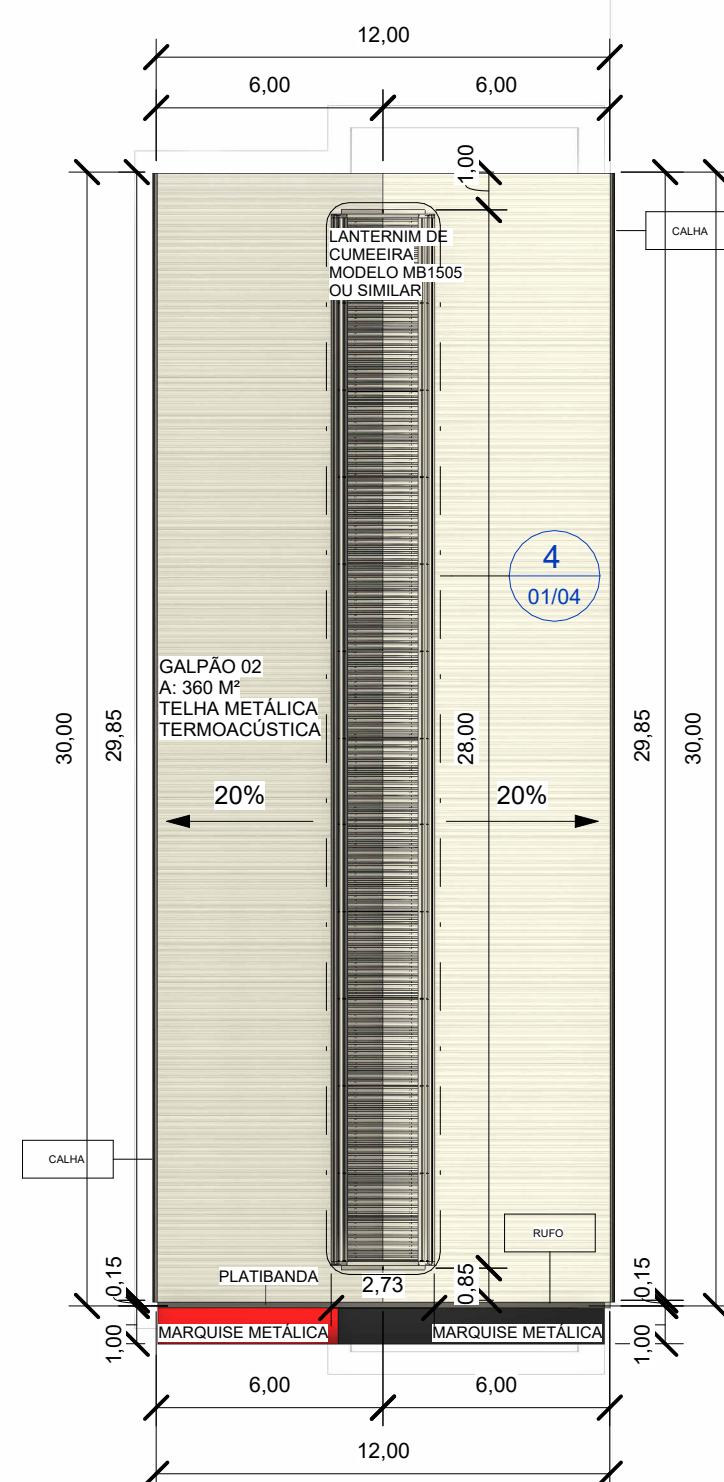 12,00
6,00
6,00
1,00
CALHA
LANTERNIM DE
CUMEEIRA
MODELO MB1505
OU SIMILAR
4
01/04
GALPÃO 02
A: 360 M²
TELHA METÁLICA
TERMOACÚSTICA
30,00
29,85
28,00
29,85
30,00
20%
20%
CALHA
RUFO
PLATIBANDA
2,73
0,85
0,15
0,15
MARQUISE METÁLICA
MARQUISE METÁLICA
1,00
1,00
6,00
6,00
12,00